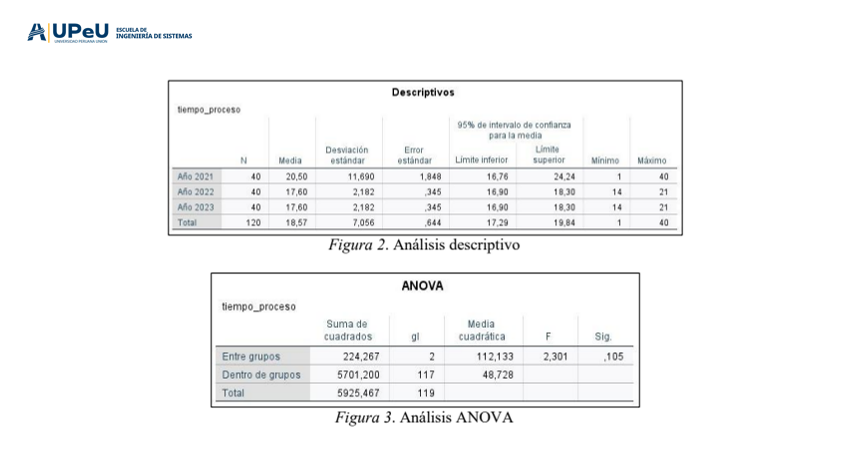 UPeU
UNIVERSIDAD PERUANA UNIÓN
ESCUELA DE
INGENIERÍA DE SISTEMAS
Descriptivos
tiempo_proceso
95% de intervalo de confianza
para la media
N Media Desviación estándar Error estándar Límite inferior Límite superior Mínimo Máximo
Año 2021 40 20,50 11,690 1,848 16,76 24,24 1 40
Año 2022 40 17,60 2,182 ,345 16,90 18,30 14 21
Año 2023 40 17,60 2,182 ,345 16,90 18,30 14 21
Total 120 18,57 7,056 ,644 17,29 19,84 1 40
Figura 2. Análisis descriptivo
ANOVA
tiempo_proceso
Suma de cuadrados gl Media cuadrática F Sig.
Entre grupos 224,267 2 112,133 2,301 ,105
Dentro de grupos 5701,200 117 48,728
Total 5925,467 119
Figura 3. Análisis ANOVA